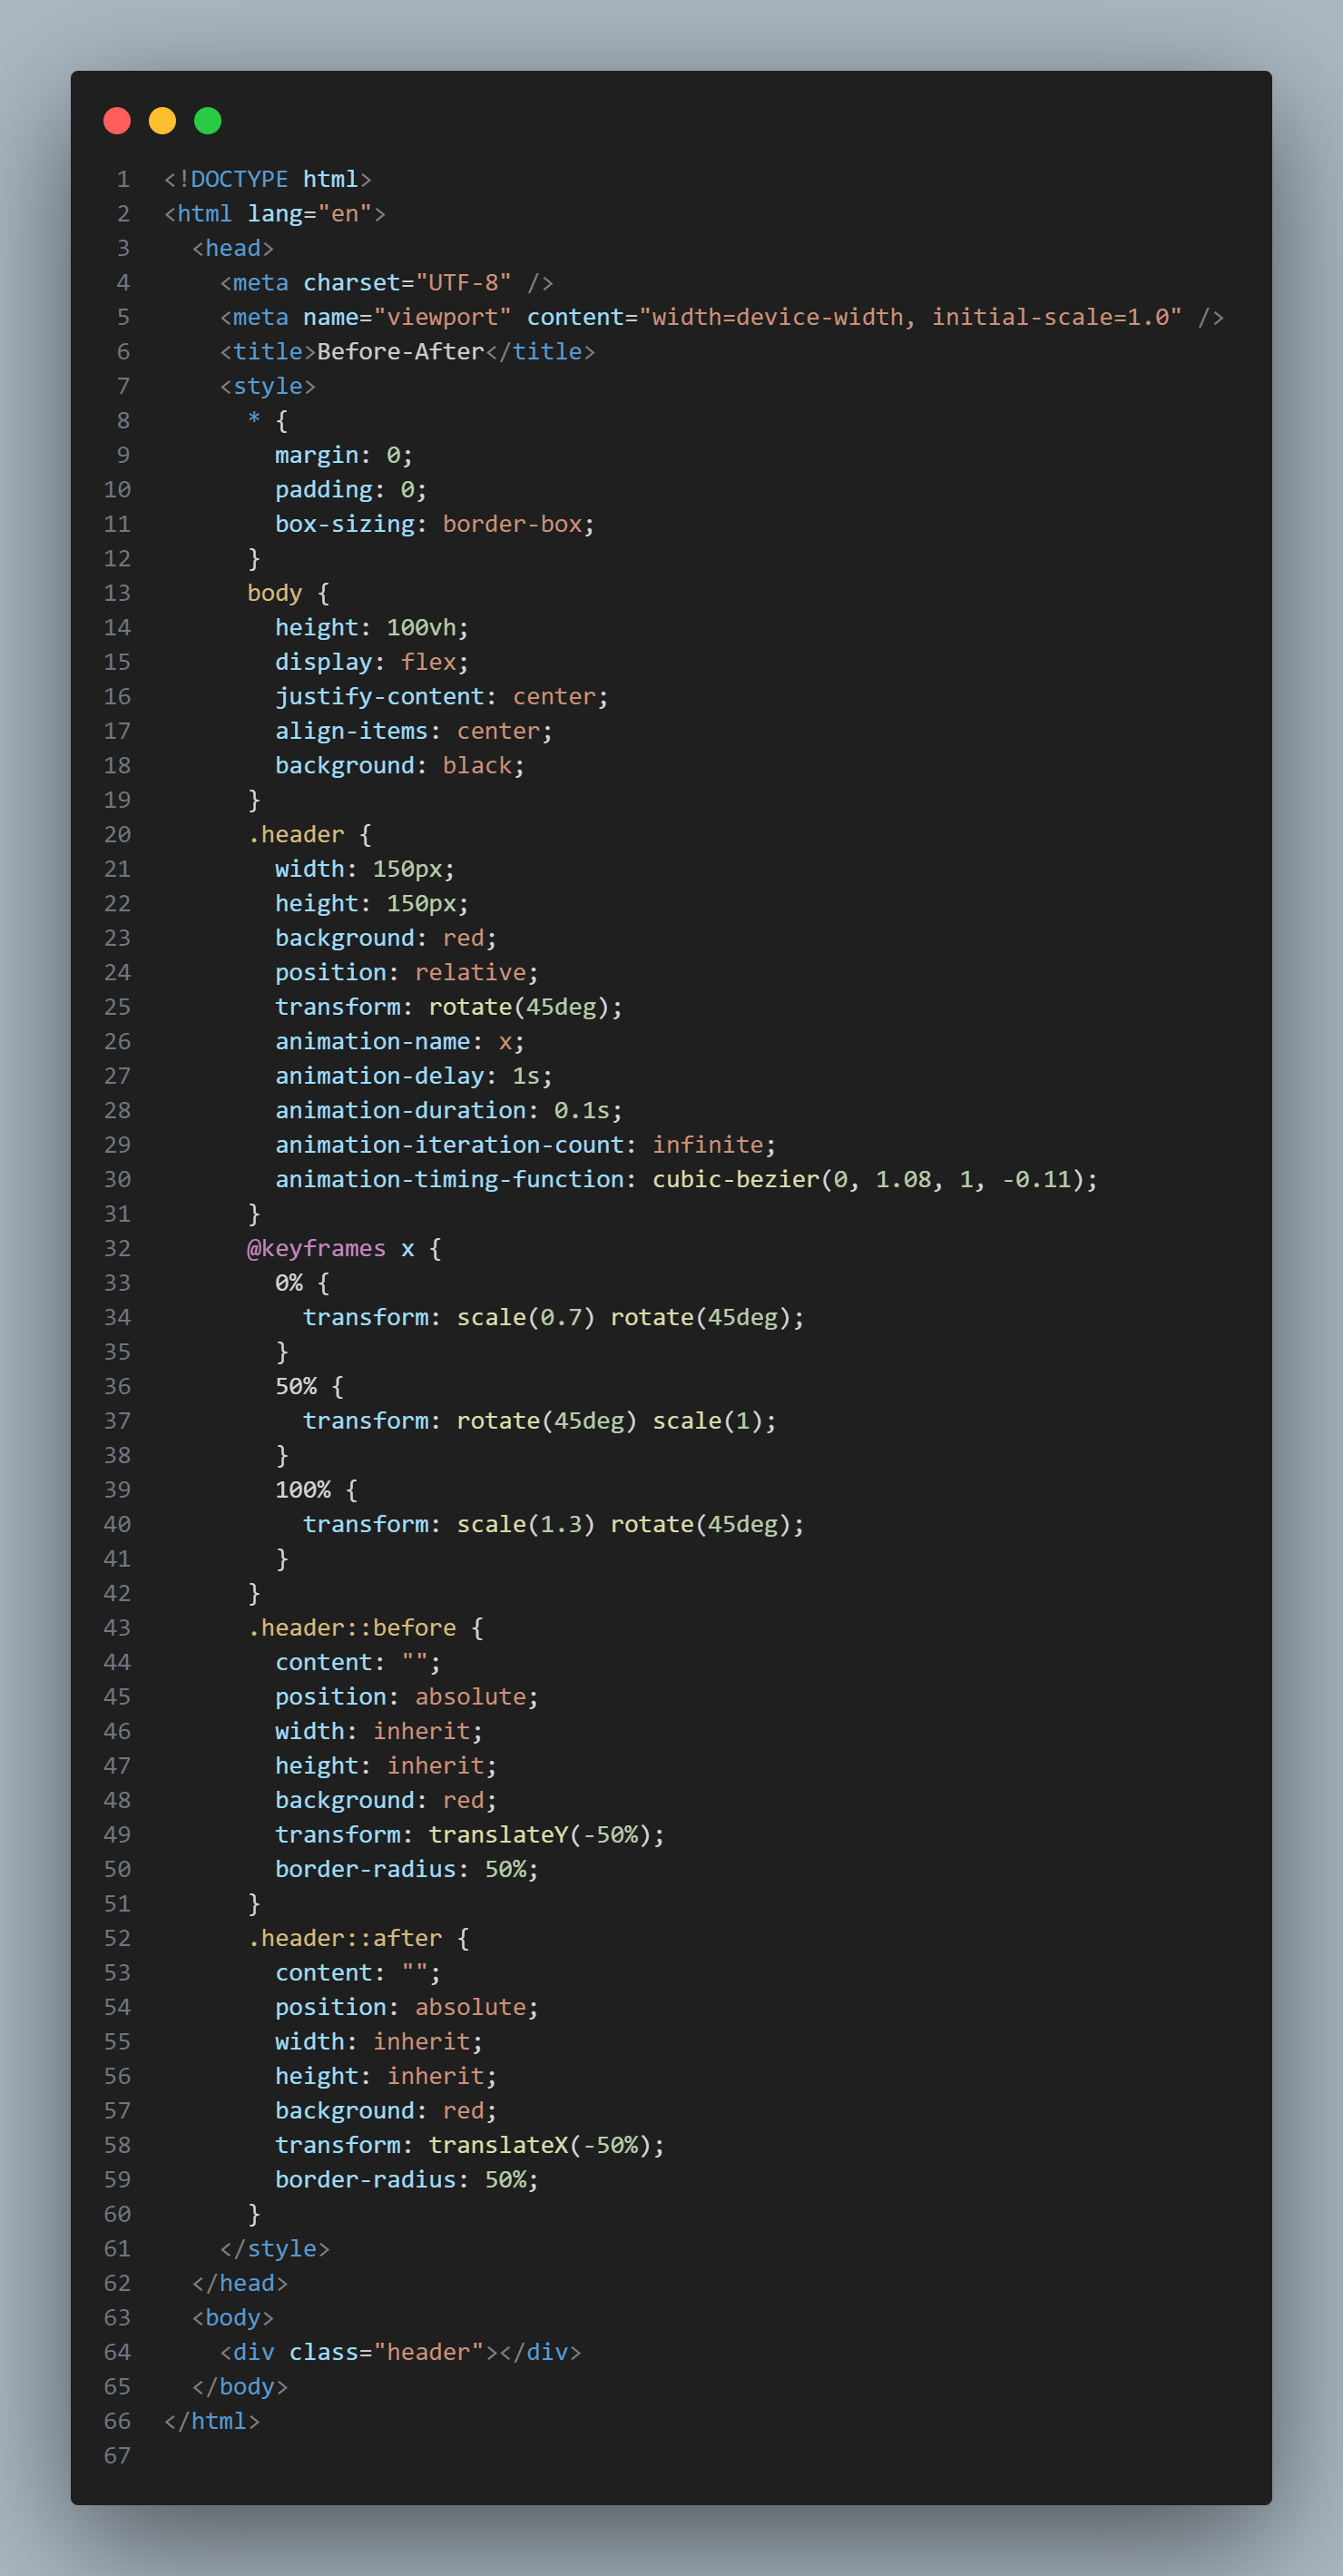 1 <!DOCTYPE html>
2 <html lang="en">
3   <head>
4     <meta charset="UTF-8" />
5     <meta name="viewport" content="width=device-width, initial-scale=1.0" />
6     <title>Before-After</title>
7     <style>
8       * {
9         margin: 0;
10         padding: 0;
11         box-sizing: border-box;
12       }
13       body {
14         height: 100vh;
15         display: flex;
16         justify-content: center;
17         align-items: center;
18         background: black;
19       }
20       .header {
21         width: 150px;
22         height: 150px;
23         background: red;
24         position: relative;
25         transform: rotate(45deg);
26         animation-name: x;
27         animation-delay: 1s;
28         animation-duration: 0.1s;
29         animation-iteration-count: infinite;
30         animation-timing-function: cubic-bezier(0, 1.08, 1, -0.11);
31       }
32       @keyframes x {
33         0% {
34           transform: scale(0.7) rotate(45deg);
35         }
36         50% {
37           transform: rotate(45deg) scale(1);
38         }
39         100% {
40           transform: scale(1.3) rotate(45deg);
41         }
42       }
43       .header::before {
44         content: "";
45         position: absolute;
46         width: inherit;
47         height: inherit;
48         background: red;
49         transform: translateY(-50%);
50         border-radius: 50%;
51       }
52       .header::after {
53         content: "";
54         position: absolute;
55         width: inherit;
56         height: inherit;
57         background: red;
58         transform: translateX(-50%);
59         border-radius: 50%;
60       }
61     </style>
62   </head>
63   <body>
64     <div class="header"></div>
65   </body>
66 </html>
67